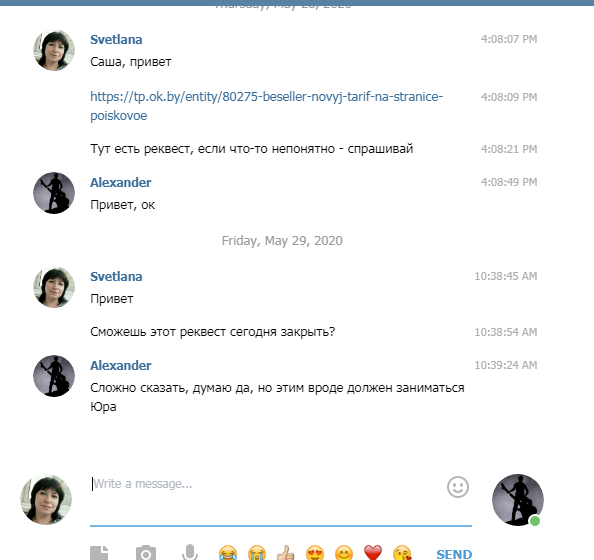 Thursday, May 28, 2020
Svetlana 4:08:07 PM
Саша, привет
https://tp.ok.by/entity/80275-beseller-novyj-tarif-na-stranice- 4:08:09 PM
poiskovoe
Тут есть реквест, если что-то непонятно - спрашивай 4:08:21 PM
Alexander 4:08:49 PM
Привет, ок
Friday, May 29, 2020
Svetlana 10:38:45 AM
Привет
Сможешь этот реквест сегодня закрыть? 10:38:54 AM
Alexander 10:39:24 AM
Сложно сказать, думаю да, но этим вроде должен заниматься
Юра
Write a message...
SEND